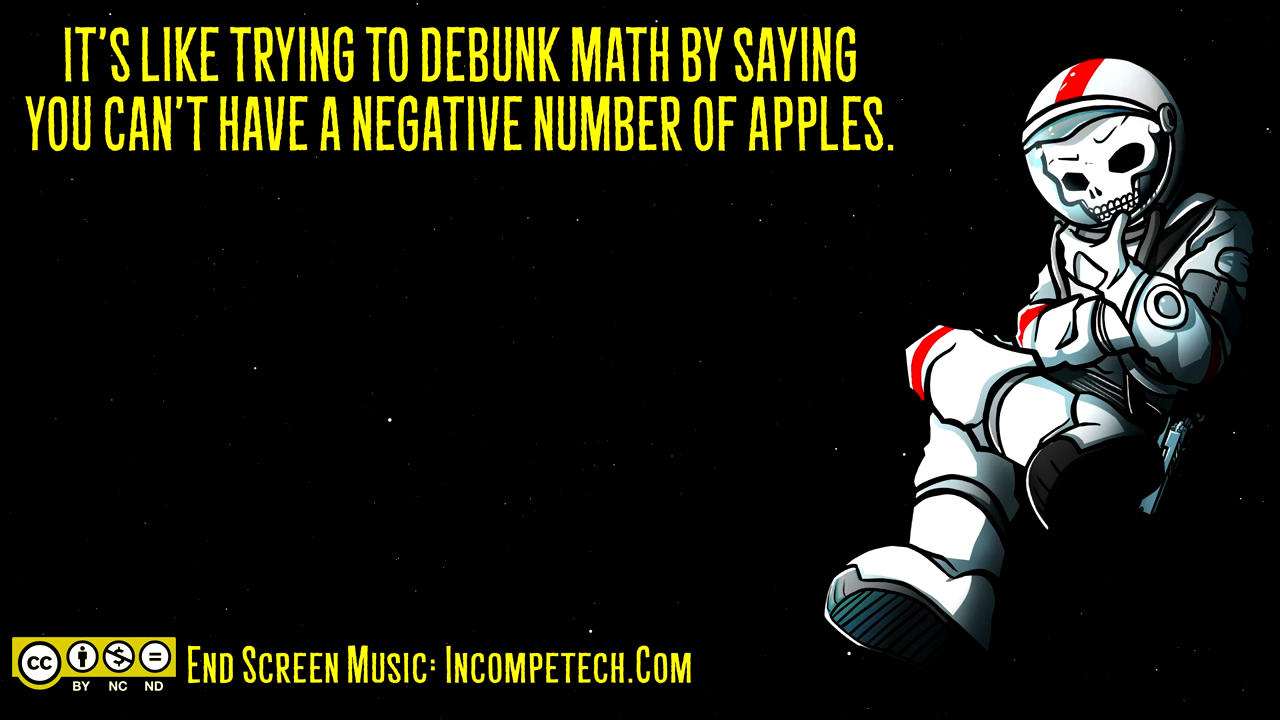 IT'S LIKE TRYING TO DEBUNK MATH BY SAYING
YOU CAN'T HAVE A NEGATIVE NUMBER OF APPLES.
CC
BY NC ND
END SCREEN MUSIC: INCOMPETECH.COM